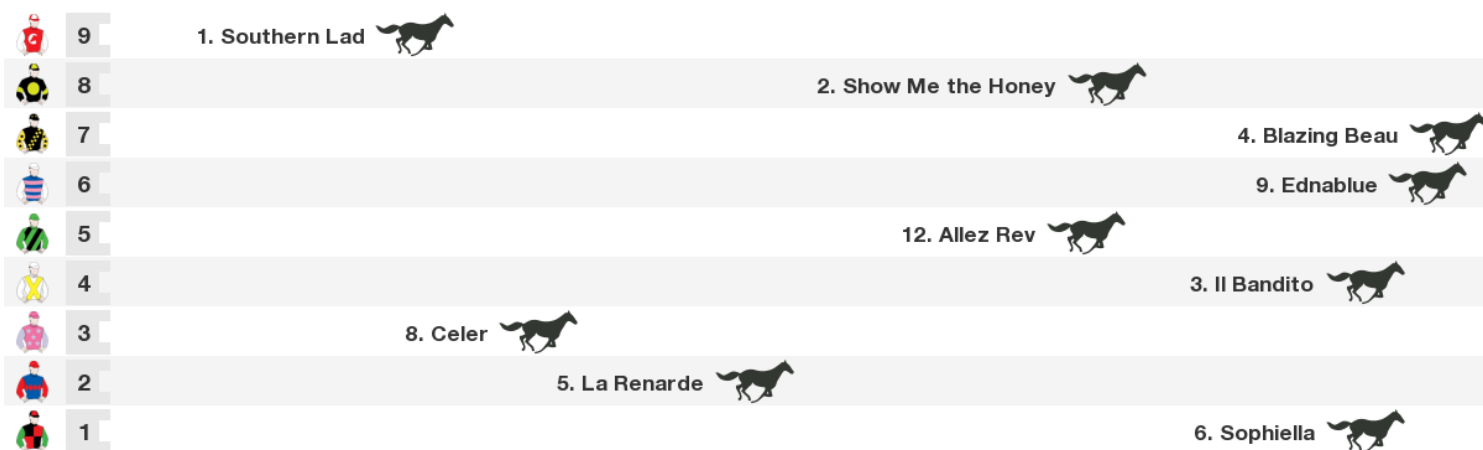 9 1. Southern Lad
8 2. Show Me the Honey
7 4. Blazing Beau
6 9. Ednablue
5 12. Allez Rev
4 3. Il Bandito
3 8. Celer
2 5. La Renarde
1 6. Sophiella